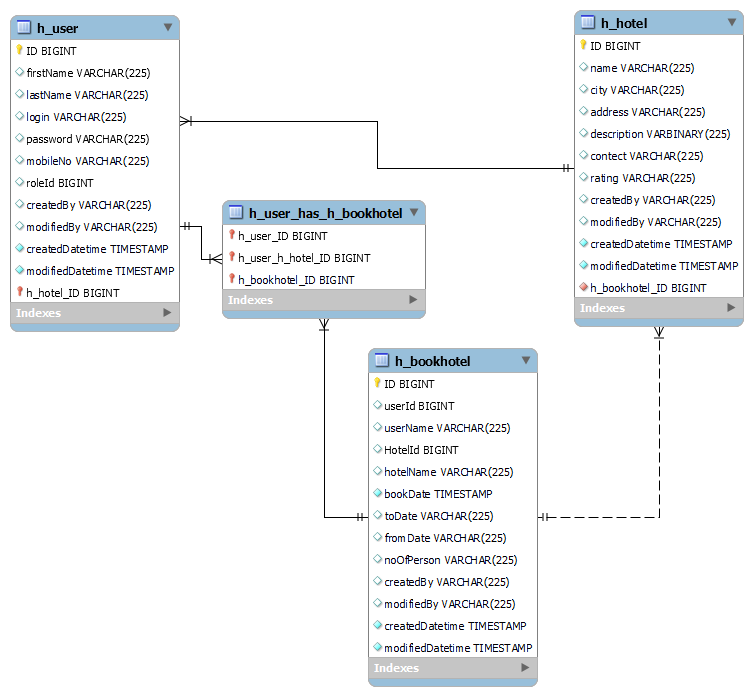 h_user
ID BIGINT
firstName VARCHAR(225)
lastName VARCHAR(225)
login VARCHAR(225)
password VARCHAR(225)
mobileNo VARCHAR(225)
roleId BIGINT
createdBy VARCHAR(225)
modifiedBy VARCHAR(225)
createdDatetime TIMESTAMP
modifiedDatetime TIMESTAMP
h_hotel_ID BIGINT
Indexes
h_hotel
ID BIGINT
name VARCHAR(225)
city VARCHAR(225)
address VARCHAR(225)
description VARBINARY(225)
contect VARCHAR(225)
rating VARCHAR(225)
createdBy VARCHAR(225)
modifiedBy VARCHAR(225)
createdDatetime TIMESTAMP
modifiedDatetime TIMESTAMP
h_bookhotel_ID BIGINT
Indexes
h_user_has_h_bookhotel
h_user_ID BIGINT
h_user_h_hotel_ID BIGINT
h_bookhotel_ID BIGINT
Indexes
h_bookhotel
ID BIGINT
userId BIGINT
userName VARCHAR(225)
HotelId BIGINT
hotelName VARCHAR(225)
bookDate TIMESTAMP
toDate VARCHAR(225)
fromDate VARCHAR(225)
noOfPerson VARCHAR(225)
createdBy VARCHAR(225)
modifiedBy VARCHAR(225)
createdDatetime TIMESTAMP
modifiedDatetime TIMESTAMP
Indexes